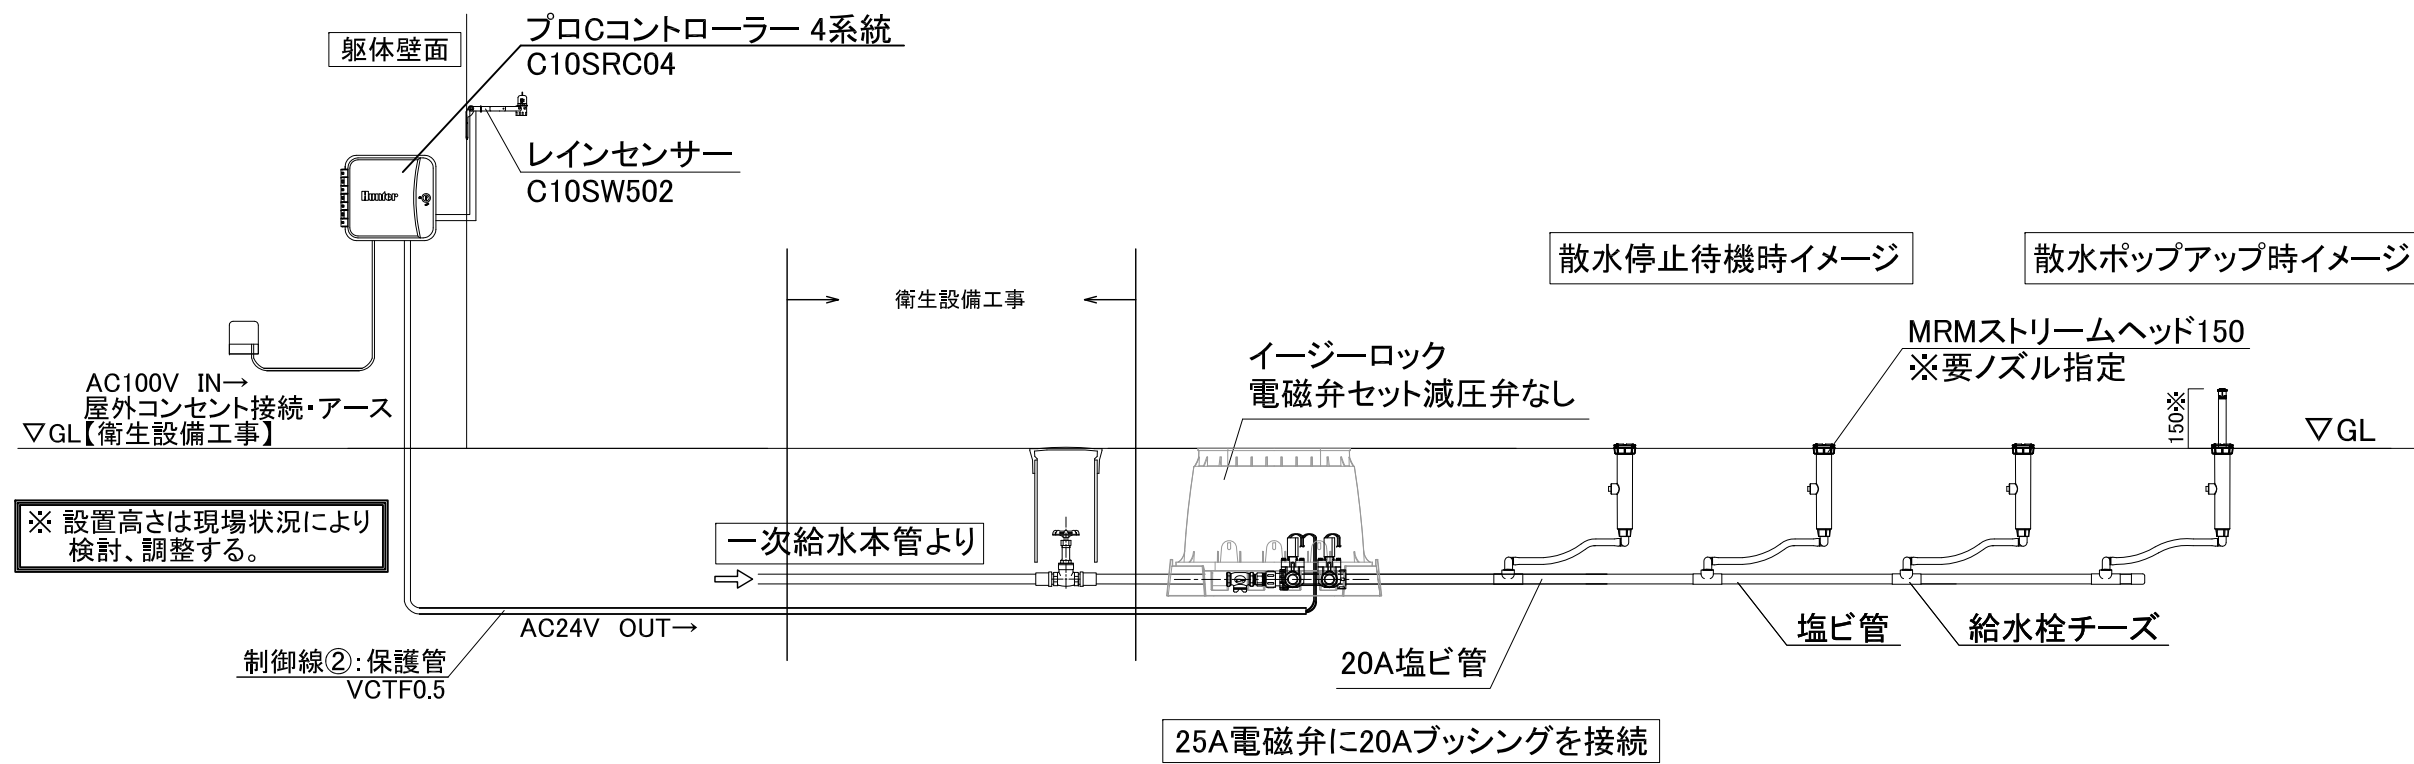 躯体壁面
プロCコントローラー 4系統
C10SRC04
レインセンサー
C10SW502
Hunter
AC100V IN→
屋外コンセント接続・アース
▽GL【衛生設備工事】
※ 設置高さは現場状況により
検討、調整する。
衛生設備工事
一次給水本管より
AC24V OUT→
制御線②:保護管
VCTF0.5
イージーロック
電磁弁セット減圧弁なし
散水停止待機時イメージ
散水ポップアップ時イメージ
MRMストリームヘッド150
※要ノズル指定
150※
▽GL
20A塩ビ管
塩ビ管
給水栓チーズ
25A電磁弁に20Aブッシングを接続